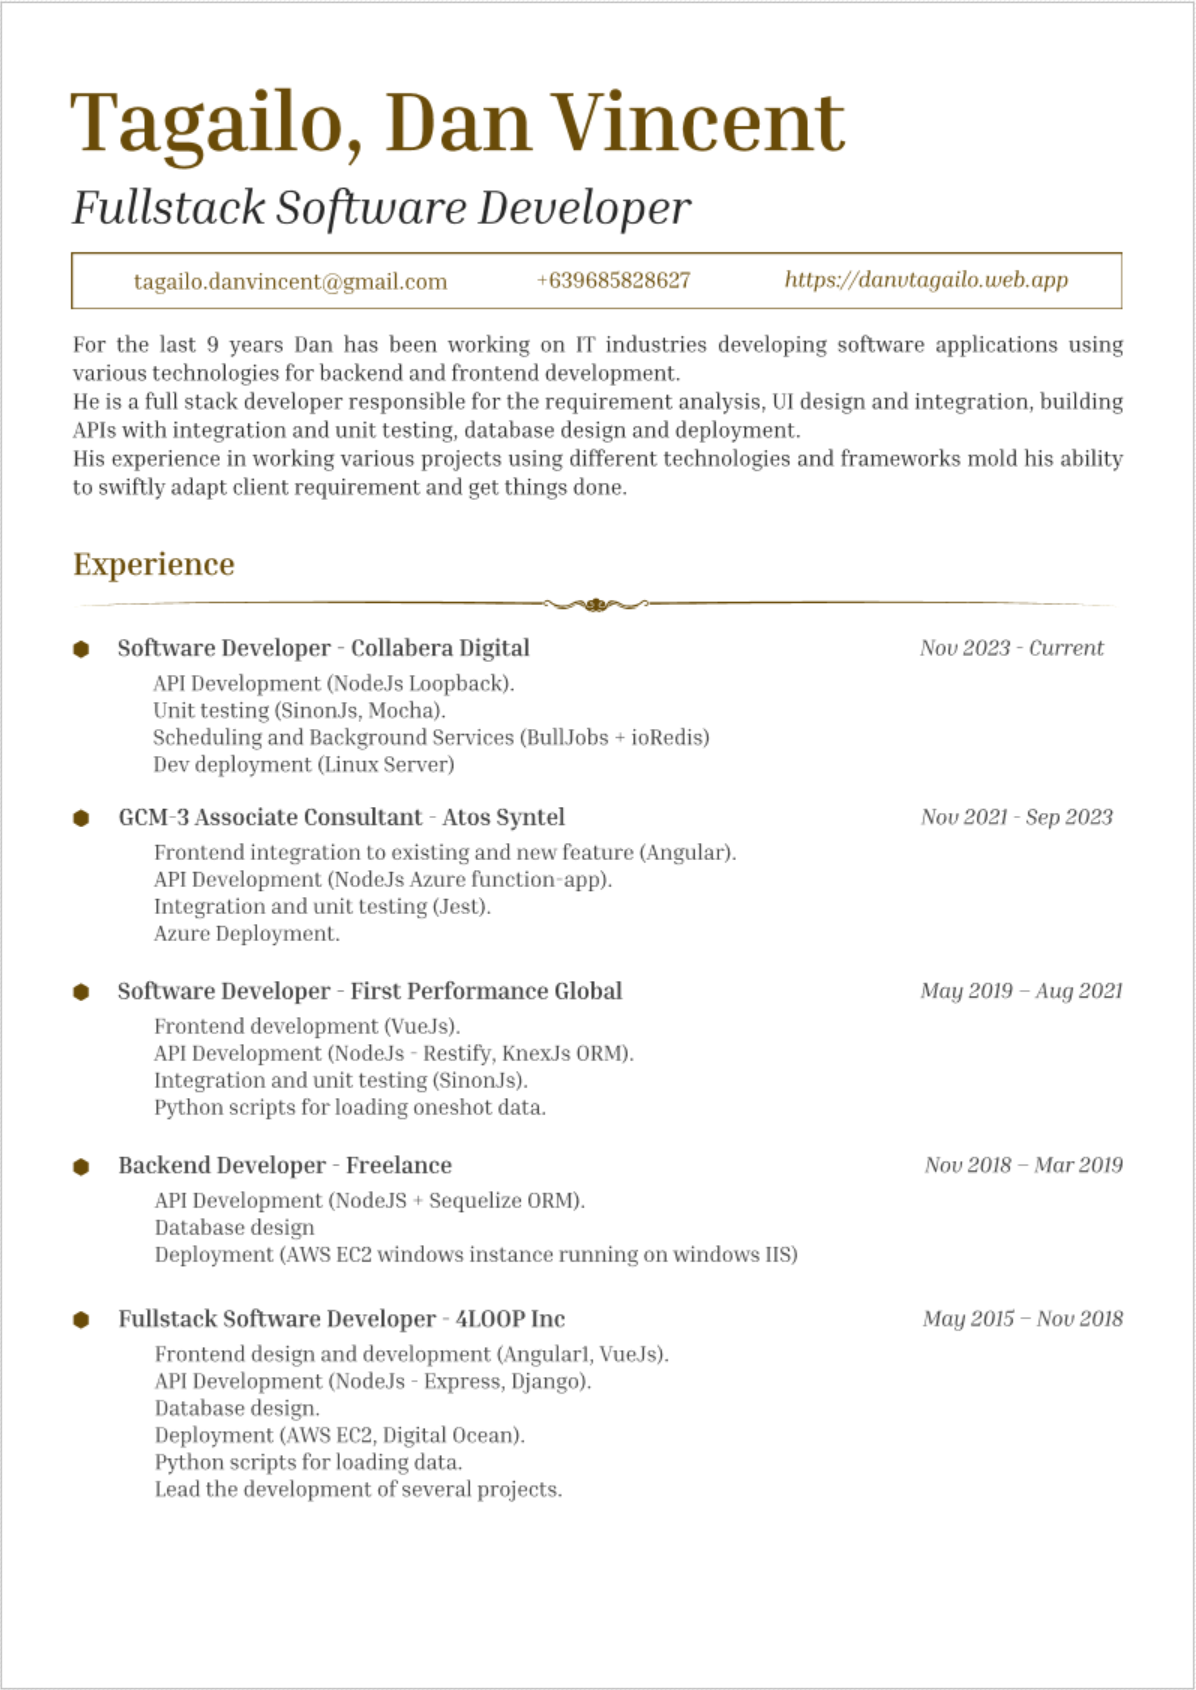 Tagailo, Dan Vincent
Fullstack Software Developer
tagailo.danvincent@gmail.com +639685828627 https://danvtagailo.web.app
For the last 9 years Dan has been working on IT industries developing software applications using
various technologies for backend and frontend development.
He is a full stack developer responsible for the requirement analysis, UI design and integration, building
APIs with integration and unit testing, database design and deployment.
His experience in working various projects using different technologies and frameworks mold his ability
to swiftly adapt client requirement and get things done.
Experience
Software Developer - Collabera Digital Nov 2023 - Current
API Development (NodeJs Loopback).
Unit testing (SinonJs, Mocha).
Scheduling and Background Services (BullJobs + ioRedis)
Dev deployment (Linux Server)
GCM-3 Associate Consultant - Atos Syntel Nov 2021 - Sep 2023
Frontend integration to existing and new feature (Angular).
API Development (NodeJs Azure function-app).
Integration and unit testing (Jest).
Azure Deployment.
Software Developer - First Performance Global May 2019 – Aug 2021
Frontend development (VueJs).
API Development (NodeJs - Restify, KnexJs ORM).
Integration and unit testing (SinonJs).
Python scripts for loading oneshot data.
Backend Developer - Freelance Nov 2018 – Mar 2019
API Development (NodeJS + Sequelize ORM).
Database design
Deployment (AWS EC2 windows instance running on windows IIS)
Fullstack Software Developer - 4LOOP Inc May 2015 – Nov 2018
Frontend design and development (Angular1, VueJs).
API Development (NodeJs - Express, Django).
Database design.
Deployment (AWS EC2, Digital Ocean).
Python scripts for loading data.
Lead the development of several projects.